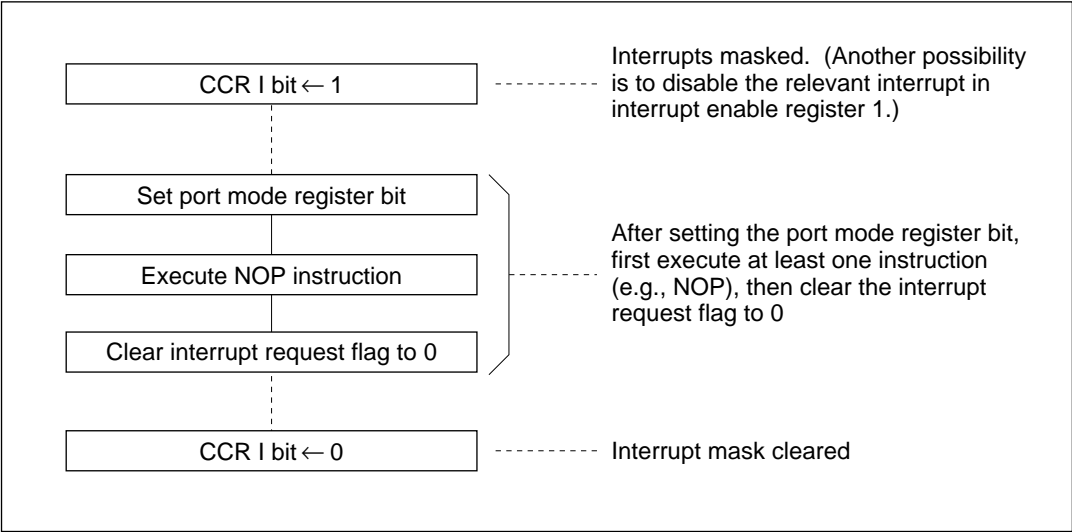 CCR I bit ← 1
Interrupts masked. (Another possibility
is to disable the relevant interrupt in
interrupt enable register 1.)
Set port mode register bit
Execute NOP instruction
Clear interrupt request flag to 0
After setting the port mode register bit,
first execute at least one instruction
(e.g., NOP), then clear the interrupt
request flag to 0
CCR I bit ← 0
Interrupt mask cleared